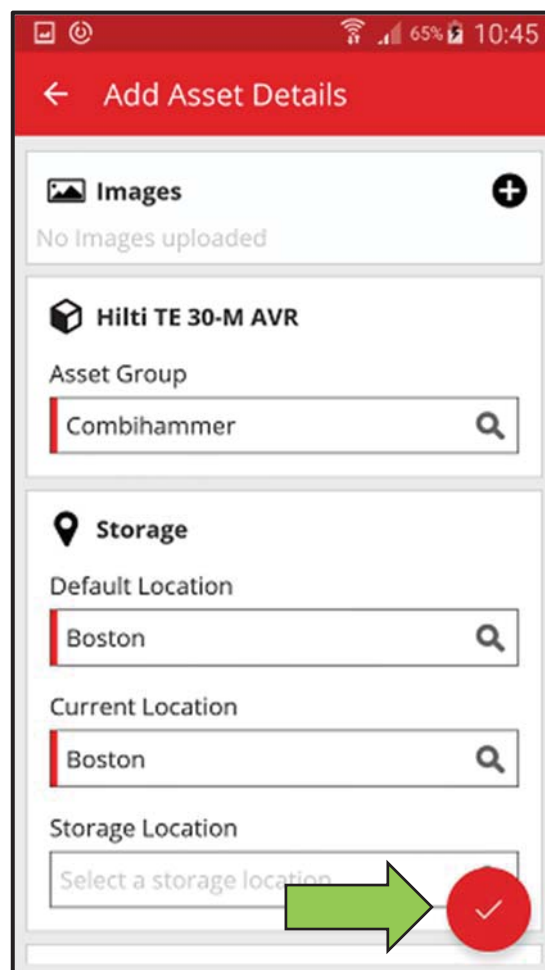 65% 10:45
Add Asset Details
Images
No Images uploaded
Hilti TE 30-M AVR
Asset Group
Combihammer
Storage
Default Location
Boston
Current Location
Boston
Storage Location
Select a storage location